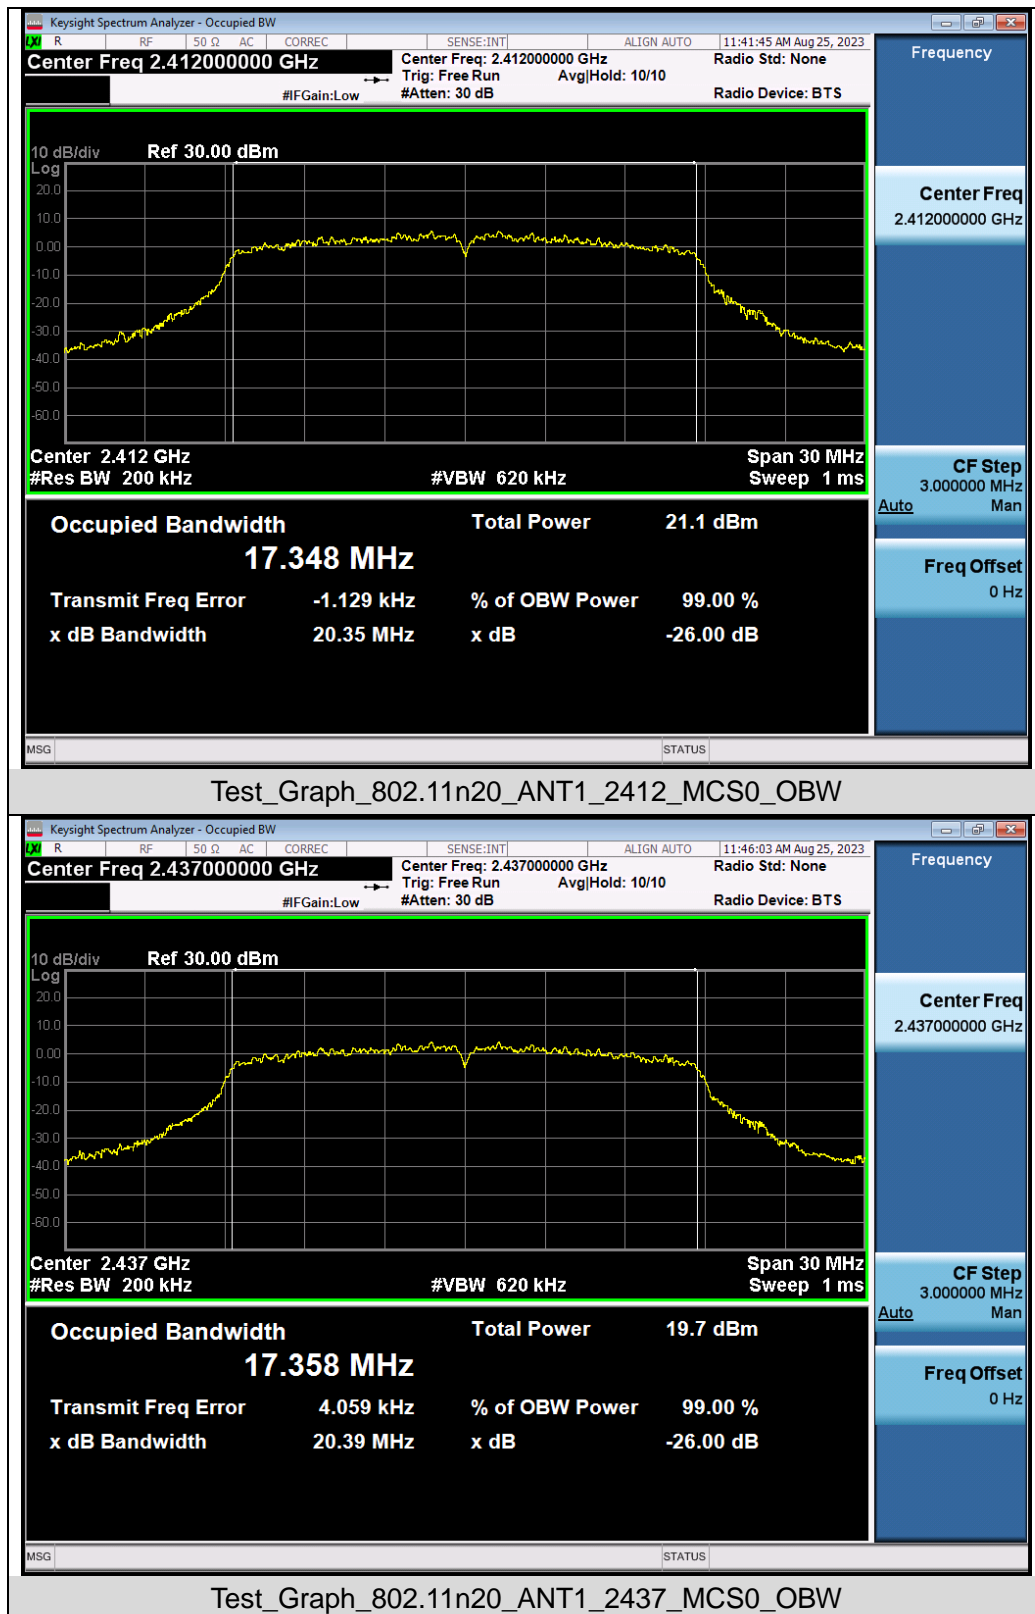 Keysight Spectrum Analyzer - Occupied BW
LXI R RF 50 Ω AC CORREC SENSE:INT ALIGN AUTO 11:41:45 AM Aug 25, 2023
Center Freq 2.412000000 GHz Center Freq: 2.412000000 GHz Radio Std: None
Trig: Free Run Avg|Hold: 10/10
#IFGain:Low #Atten: 30 dB Radio Device: BTS
Frequency
10 dB/div Ref 30.00 dBm
Log
20.0
10.0
0.00
-10.0
-20.0
-30.0
-40.0
-50.0
-60.0
Center 2.412 GHz Span 30 MHz
#Res BW 200 kHz #VBW 620 kHz Sweep 1 ms
Center Freq
2.412000000 GHz
CF Step
3.000000 MHz
Auto Man
Freq Offset
0 Hz
Occupied Bandwidth Total Power 21.1 dBm
17.348 MHz
Transmit Freq Error -1.129 kHz % of OBW Power 99.00 %
x dB Bandwidth 20.35 MHz x dB -26.00 dB
MSG STATUS
Test_Graph_802.11n20_ANT1_2412_MCS0_OBW
Keysight Spectrum Analyzer - Occupied BW
LXI R RF 50 Ω AC CORREC SENSE:INT ALIGN AUTO 11:46:03 AM Aug 25, 2023
Center Freq 2.437000000 GHz Center Freq: 2.437000000 GHz Radio Std: None
Trig: Free Run Avg|Hold: 10/10
#IFGain:Low #Atten: 30 dB Radio Device: BTS
Frequency
10 dB/div Ref 30.00 dBm
Log
20.0
10.0
0.00
-10.0
-20.0
-30.0
-40.0
-50.0
-60.0
Center 2.437 GHz Span 30 MHz
#Res BW 200 kHz #VBW 620 kHz Sweep 1 ms
Center Freq
2.437000000 GHz
CF Step
3.000000 MHz
Auto Man
Freq Offset
0 Hz
Occupied Bandwidth Total Power 19.7 dBm
17.358 MHz
Transmit Freq Error 4.059 kHz % of OBW Power 99.00 %
x dB Bandwidth 20.39 MHz x dB -26.00 dB
MSG STATUS
Test_Graph_802.11n20_ANT1_2437_MCS0_OBW